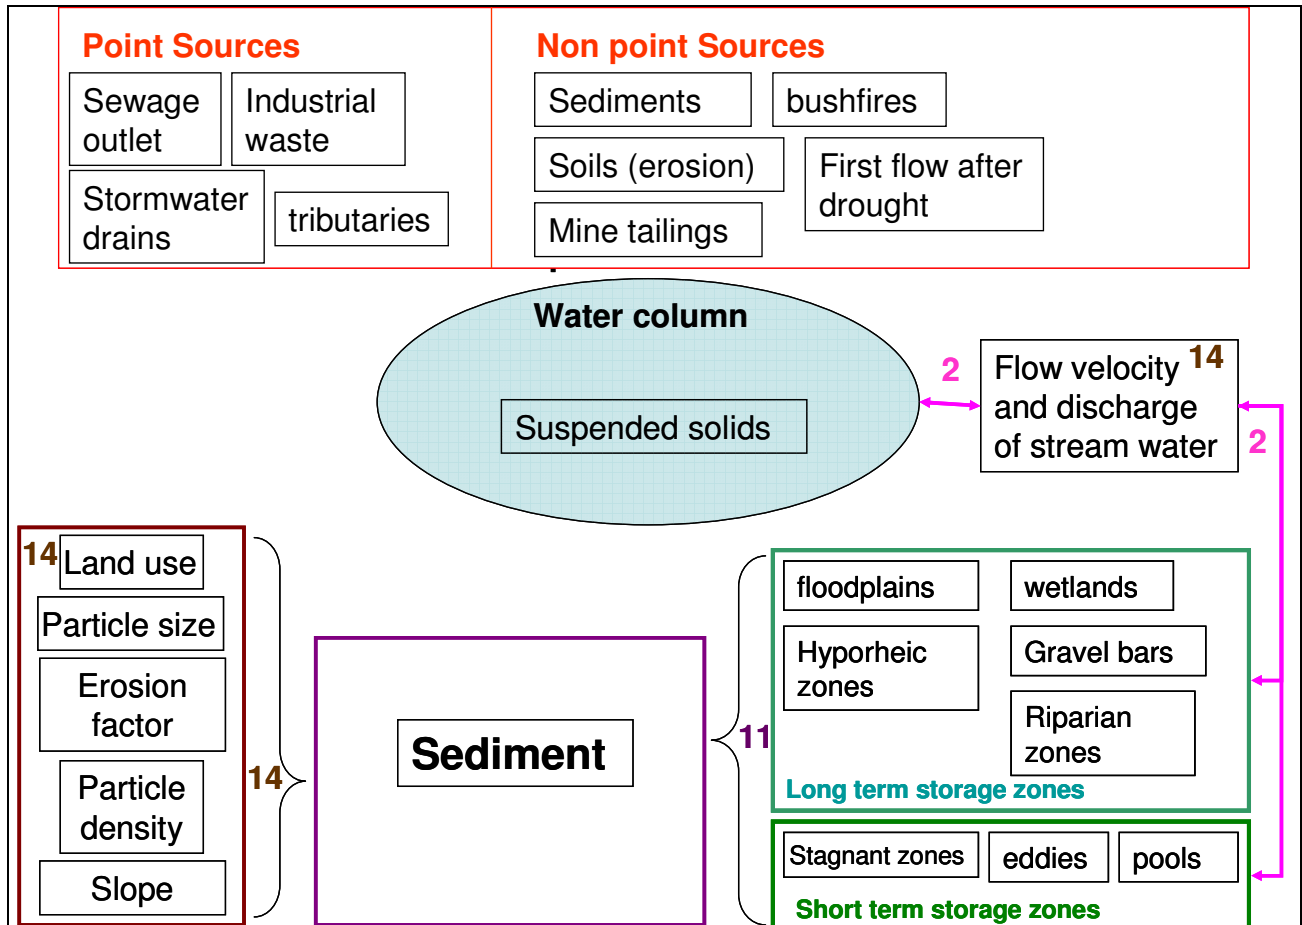 Point Sources
Sewage
outlet
Industrial
waste
Stormwater
drains
tributaries
Non point Sources
Sediments
bushfires
Soils (erosion)
First flow after
drought
Mine tailings
Water column
Suspended solids
2
Flow velocity 14
and discharge
of stream water
2
14
Land use
Particle size
Erosion
factor
Particle
density
Slope
14
Sediment
11
floodplains
wetlands
Hyporheic
zones
Gravel bars
Riparian
zones
Long term storage zones
Stagnant zones
eddies
pools
Short term storage zones